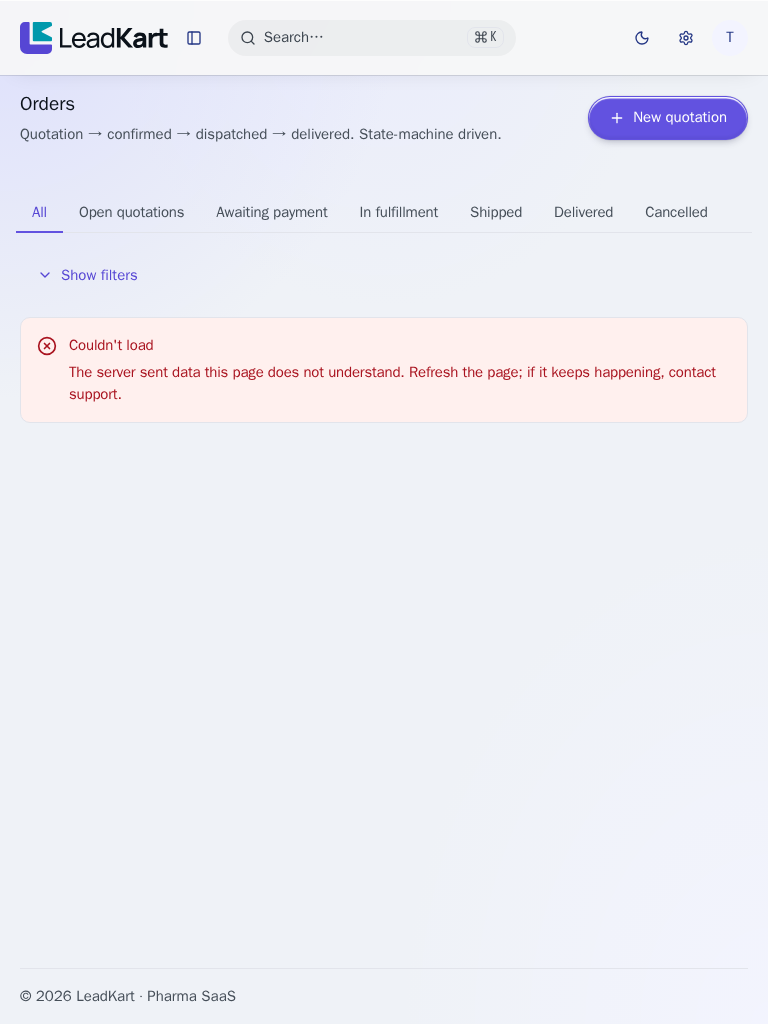 LeadKart
Search…
⌘K
T
Orders
Quotation → confirmed → dispatched → delivered. State-machine driven.
New quotation
All
Open quotations
Awaiting payment
In fulfillment
Shipped
Delivered
Cancelled
Show filters
Couldn't load
The server sent data this page does not understand. Refresh the page; if it keeps happening, contact
support.
© 2026 LeadKart · Pharma SaaS